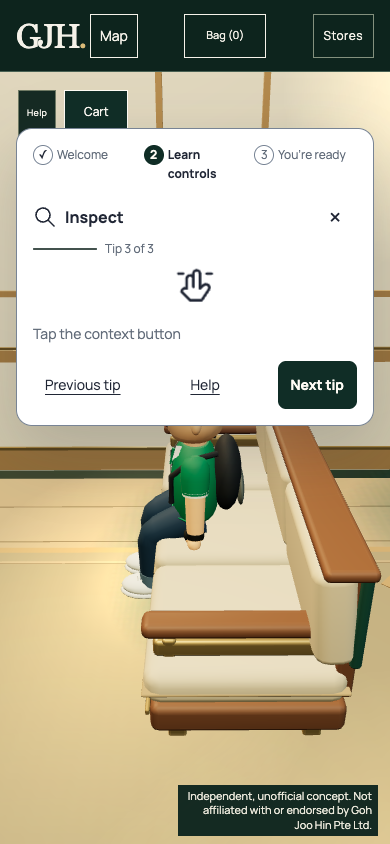 GJH.
Map
Bag (0)
Stores
Help
Cart
✓ Welcome
2 Learn controls
3 You're ready
Inspect
Tip 3 of 3
Tap the context button
Previous tip
Help
Next tip
Independent, unofficial concept. Not
affiliated with or endorsed by Goh
Joo Hin Pte Ltd.